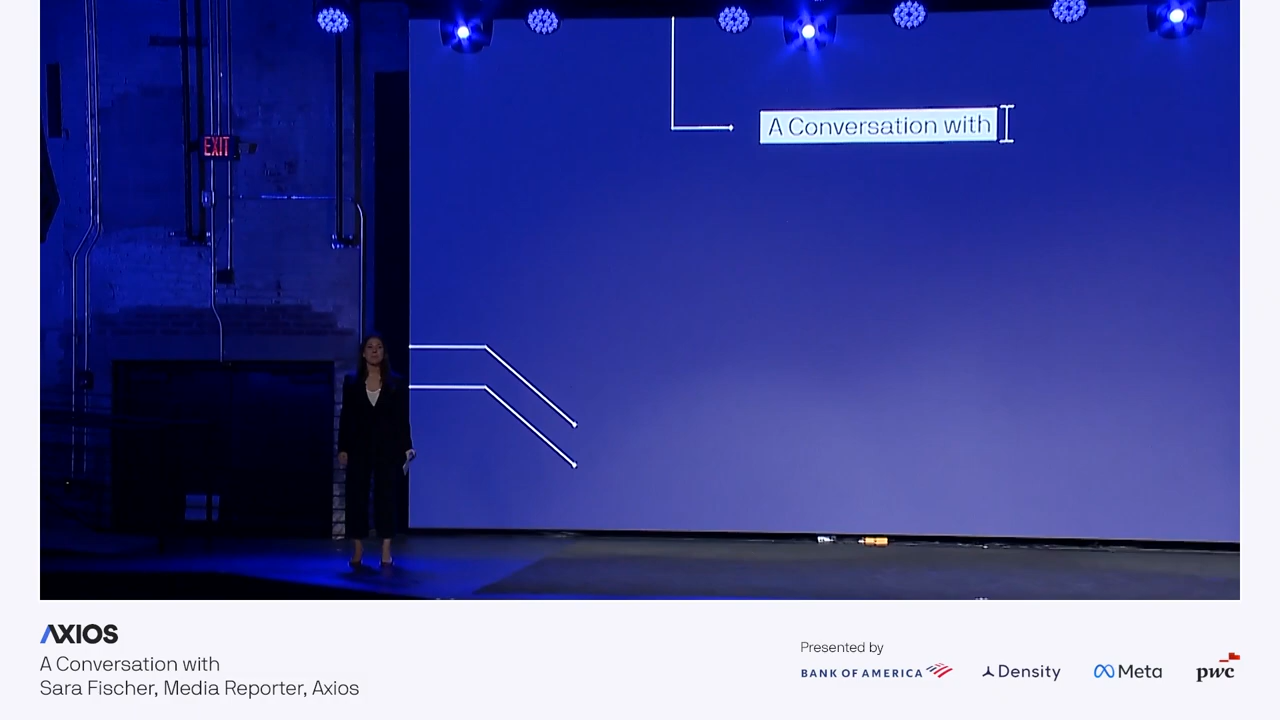 EXIT
A Conversation with
AXIOS
A Conversation with
Sara Fischer, Media Reporter, Axios
Presented by
BANK OF AMERICA
Density
Meta
pwc